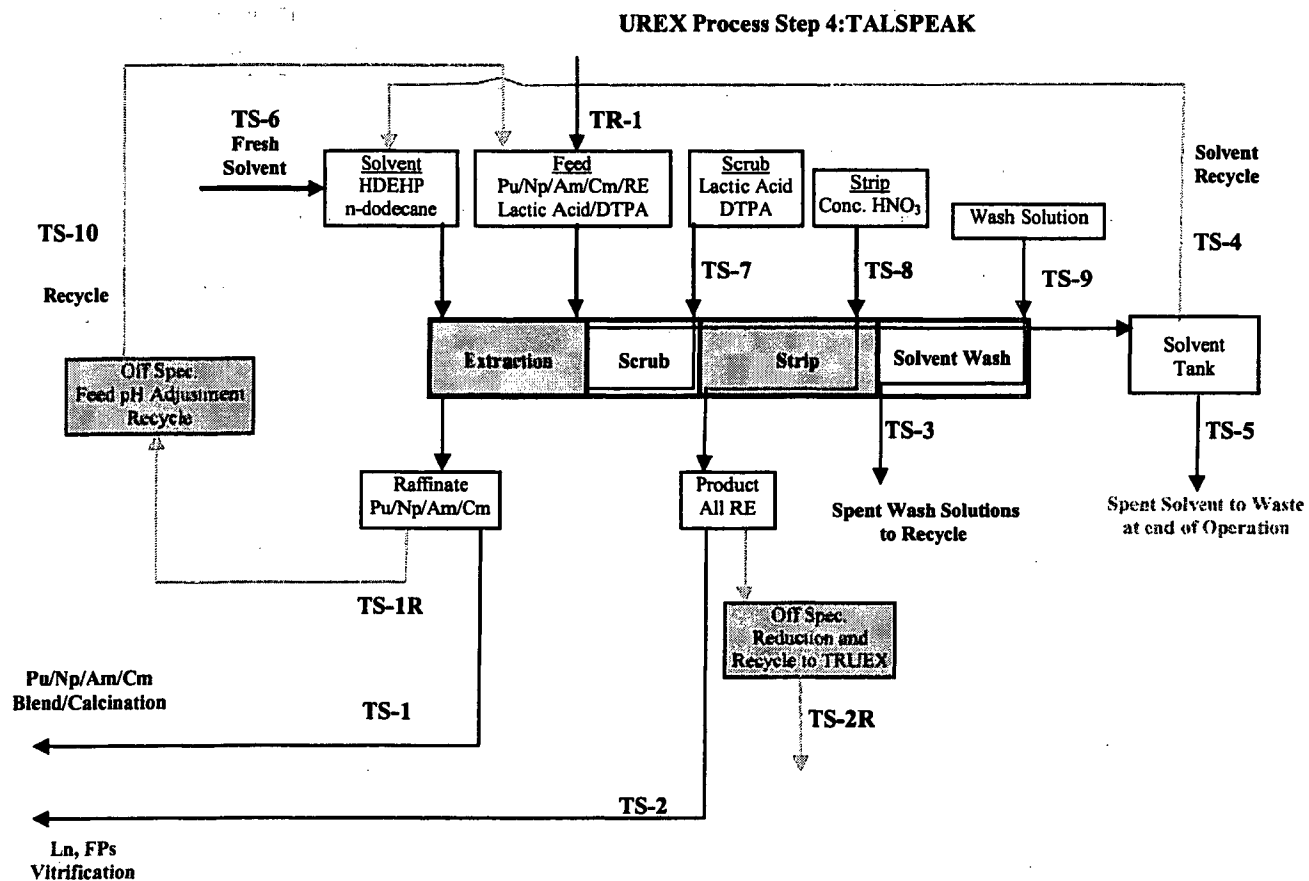 UREX Process Step 4:TALSPEAK
TS-6
Fresh
Solvent
TR-1
Solvent
HDEHP
n-dodecane
Feed
Pu/Np/Am/Cm/RE
Lactic Acid/DTPA
Scrub
Lactic Acid
DTPA
Strip
Conc. HNO₃
Wash Solution
Solvent
Recycle
TS-10
Recycle
TS-7
TS-8
TS-9
TS-4
Extraction
Scrub
Strip
Solvent Wash
Solvent
Tank
Off Spec.
Feed pH Adjustment
Recycle
TS-3
TS-5
Raffinate
Pu/Np/Am/Cm
Product
All RE
Spent Wash Solutions
to Recycle
Spent Solvent to Waste
at end of Operation
TS-1R
Off Spec.
Reduction and
Recycle to TRUEX
Pu/Np/Am/Cm
Blend/Calcination
TS-1
TS-2R
TS-2
Ln, FPs
Vitrification